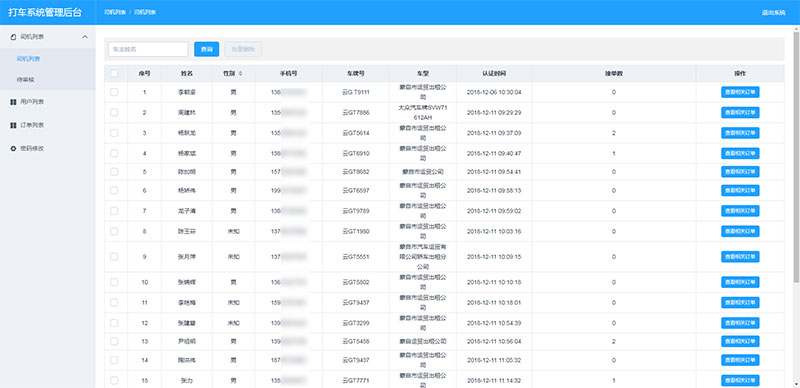 打车系统管理后台
司机列表 / 司机列表
退出系统
司机列表
司机列表
待审核
用户列表
订单列表
密码修改
车主姓名 查询 批量删除
序号 姓名 性别 手机号 车牌号 车型 认证时间 接单数 操作
1 李毅坚 男 138 云G T9111 蒙自市运贸出租公司 2018-12-06 10:30:04 0 查看相关订单
2 周建林 男 135 云GT7886 大众汽车牌SVW71612AH 2018-12-11 09:29:29 0 查看相关订单
3 杨跃龙 男 135 云GT5614 蒙自市运贸出租公司 2018-12-11 09:37:09 2 查看相关订单
4 杨家斌 男 138 云GT6910 蒙自市运贸出租公司 2018-12-11 09:40:47 1 查看相关订单
5 陈加明 男 157 云GT8682 蒙自市运贸公司 2018-12-11 09:54:41 0 查看相关订单
6 杨娇伟 男 199 云GT6597 蒙自市运贸出租公司 2018-12-11 09:58:13 0 查看相关订单
7 龙子清 男 138 云GT9789 蒙自市运贸出租公司 2018-12-11 09:59:02 0 查看相关订单
8 陈玉芬 未知 137 云GT1980 蒙自市运贸出租公司 2018-12-11 10:03:16 0 查看相关订单
9 张月萍 未知 137 云GT5551 蒙自市汽车运贸有限公司轿车出租分公司 2018-12-11 10:09:15 0 查看相关订单
10 张锦辉 男 136 云GT5802 蒙自市运贸出租公司 2018-12-11 10:10:18 0 查看相关订单
11 李艳梅 未知 159 云GT9437 蒙自市运贸出租公司 2018-12-11 10:18:01 0 查看相关订单
12 张建碧 未知 139 云GT3299 蒙自市运贸出租公司 2018-12-11 10:54:39 0 查看相关订单
13 尹绍明 男 139 云GT5458 蒙自运贸出租公司 2018-12-11 10:56:04 2 查看相关订单
14 陶洪伟 男 187 云GT9437 蒙自市运贸出租公司 2018-12-11 11:05:32 0 查看相关订单
15 张力 男 135 云GT7771 蒙自市运贸出租公司 2018-12-11 11:14:32 1 查看相关订单